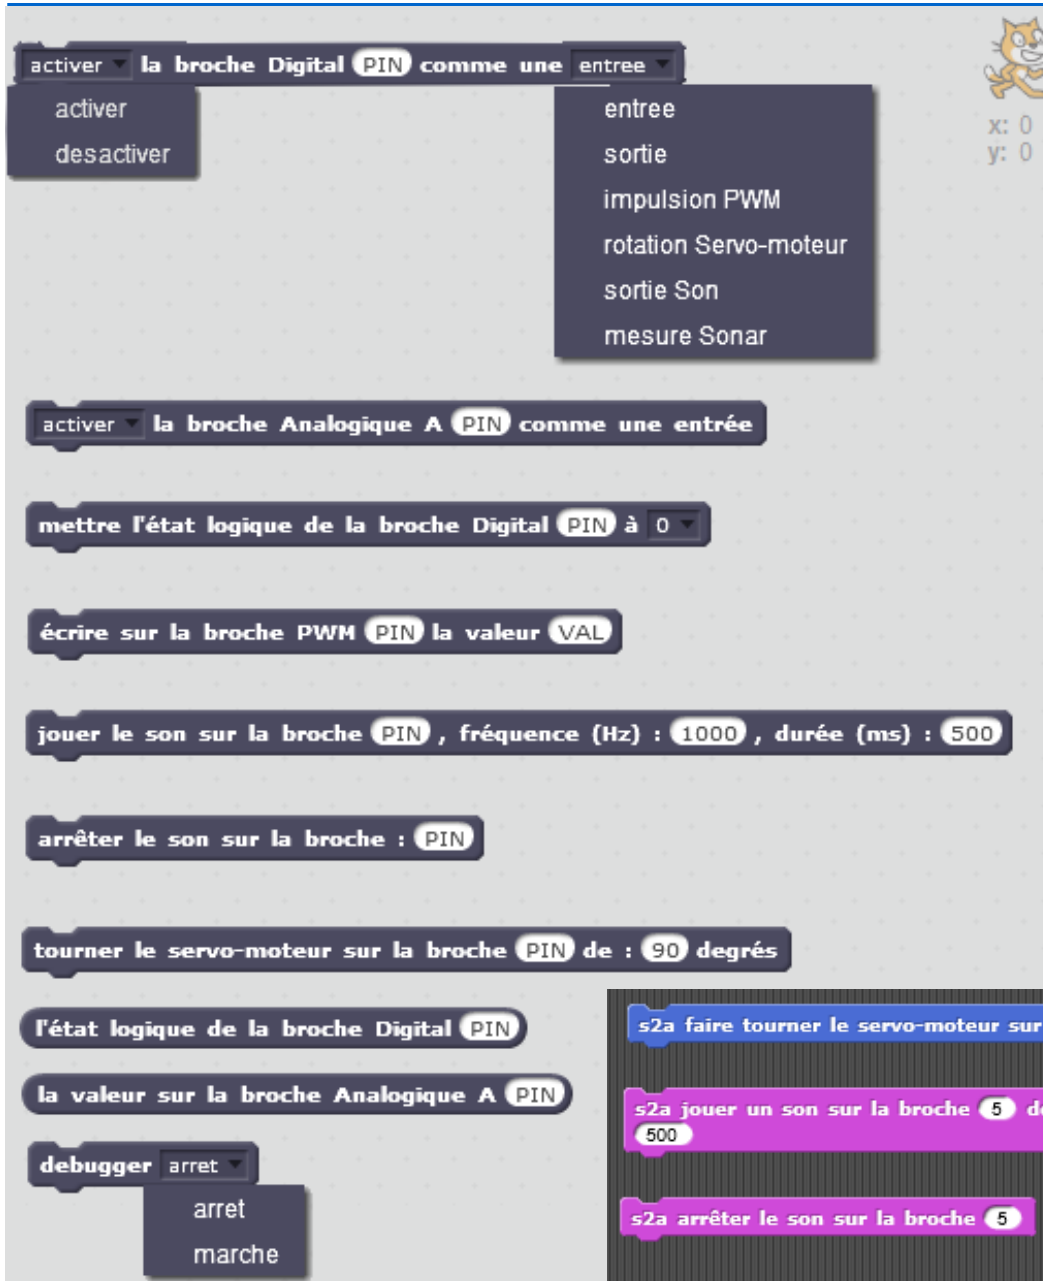 activer la broche Digital PIN comme une entree
activer
desactiver
entree
sortie
impulsion PWM
rotation Servo-moteur
sortie Son
mesure Sonar
x: 0
y: 0
activer la broche Analogique A PIN comme une entrée
mettre l'état logique de la broche Digital PIN à 0
écrire sur la broche PWM PIN la valeur VAL
jouer le son sur la broche PIN , fréquence (Hz) : 1000 , durée (ms) : 500
arrêter le son sur la broche : PIN
tourner le servo-moteur sur la broche PIN de : 90 degrés
l'état logique de la broche Digital PIN
la valeur sur la broche Analogique A PIN
debugger arret
arret
marche
s2a faire tourner le servo-moteur sur
s2a jouer un son sur la broche 5
500
s2a arrêter le son sur la broche 5